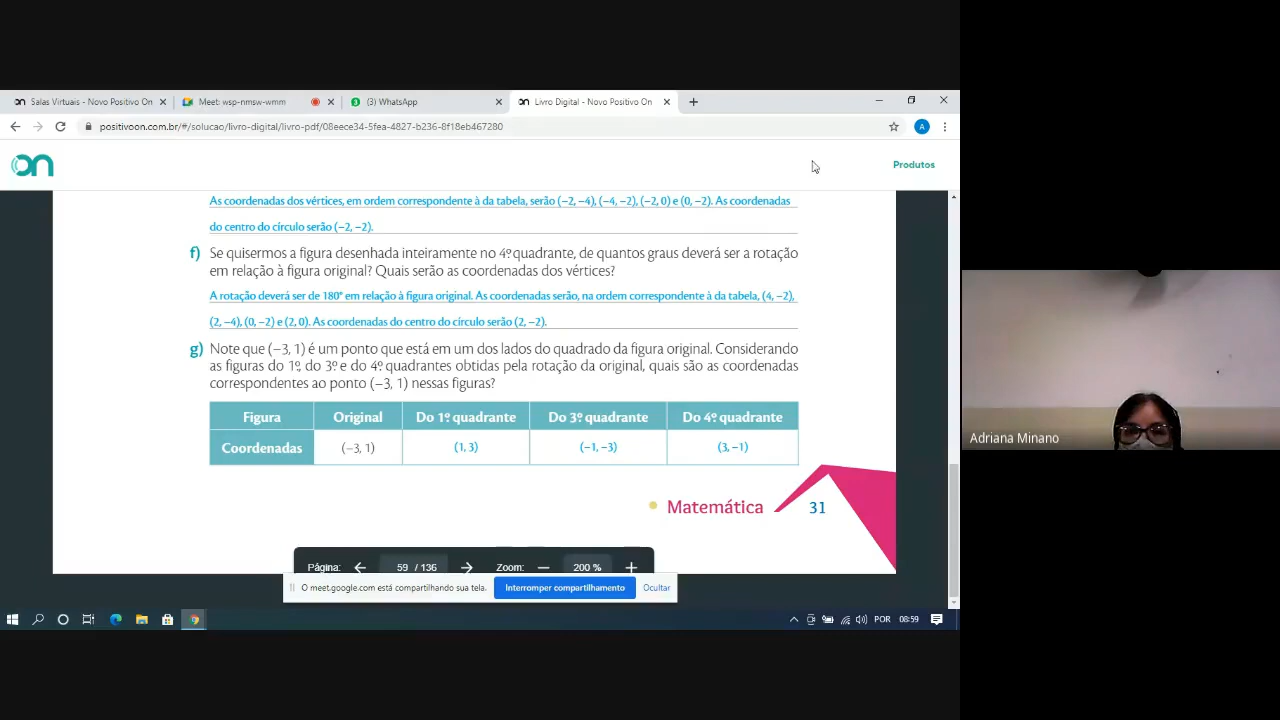 Salas Virtuais - Novo Positivo On
Meet: wsp-nmsw-wmm
(3) WhatsApp
Livro Digital - Novo Positivo On
positivoon.com.br/#/solucao/livro-digital/livro-pdf/08eece34-5fea-4827-b236-8f18eb467280
A
on
Produtos
As coordenadas dos vértices, em ordem correspondente à da tabela, serão (−2, −4), (−4, −2), (−2, 0) e (0, −2). As coordenadas
do centro do círculo serão (−2, −2).
f) Se quisermos a figura desenhada inteiramente no 4º quadrante, de quantos graus deverá ser a rotação
em relação à figura original? Quais serão as coordenadas dos vértices?
A rotação deverá ser de 180° em relação à figura original. As coordenadas serão, na ordem correspondente à da tabela, (4, −2),
(2, −4), (0, −2) e (2, 0). As coordenadas do centro do círculo serão (2, −2).
g) Note que (−3, 1) é um ponto que está em um dos lados do quadrado da figura original. Considerando
as figuras do 1º, do 3º e do 4º quadrantes obtidas pela rotação da original, quais são as coordenadas
correspondentes ao ponto (−3, 1) nessas figuras?
Figura Original Do 1º quadrante Do 3º quadrante Do 4º quadrante
Coordenadas (−3, 1) (1, 3) (−1, −3) (3, −1)
Matemática 31
Página: 59 / 136 Zoom: 200 %
O meet.google.com está compartilhando sua tela. Interromper compartilhamento Ocultar
POR 08:59
Adriana Minano